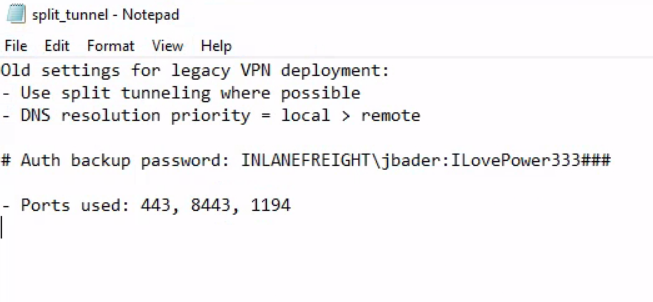 split_tunnel - Notepad
File Edit Format View Help
Old settings for legacy VPN deployment:
- Use split tunneling where possible
- DNS resolution priority = local > remote
# Auth backup password: INLANEFREIGHT\jbader:ILovePower333###
- Ports used: 443, 8443, 1194